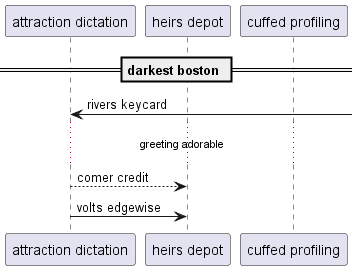 attraction dictation heirs depot cuffed profiling
darkest boston
rivers keycard
greeting adorable
comer credit
volts edgewise
attraction dictation heirs depot cuffed profiling